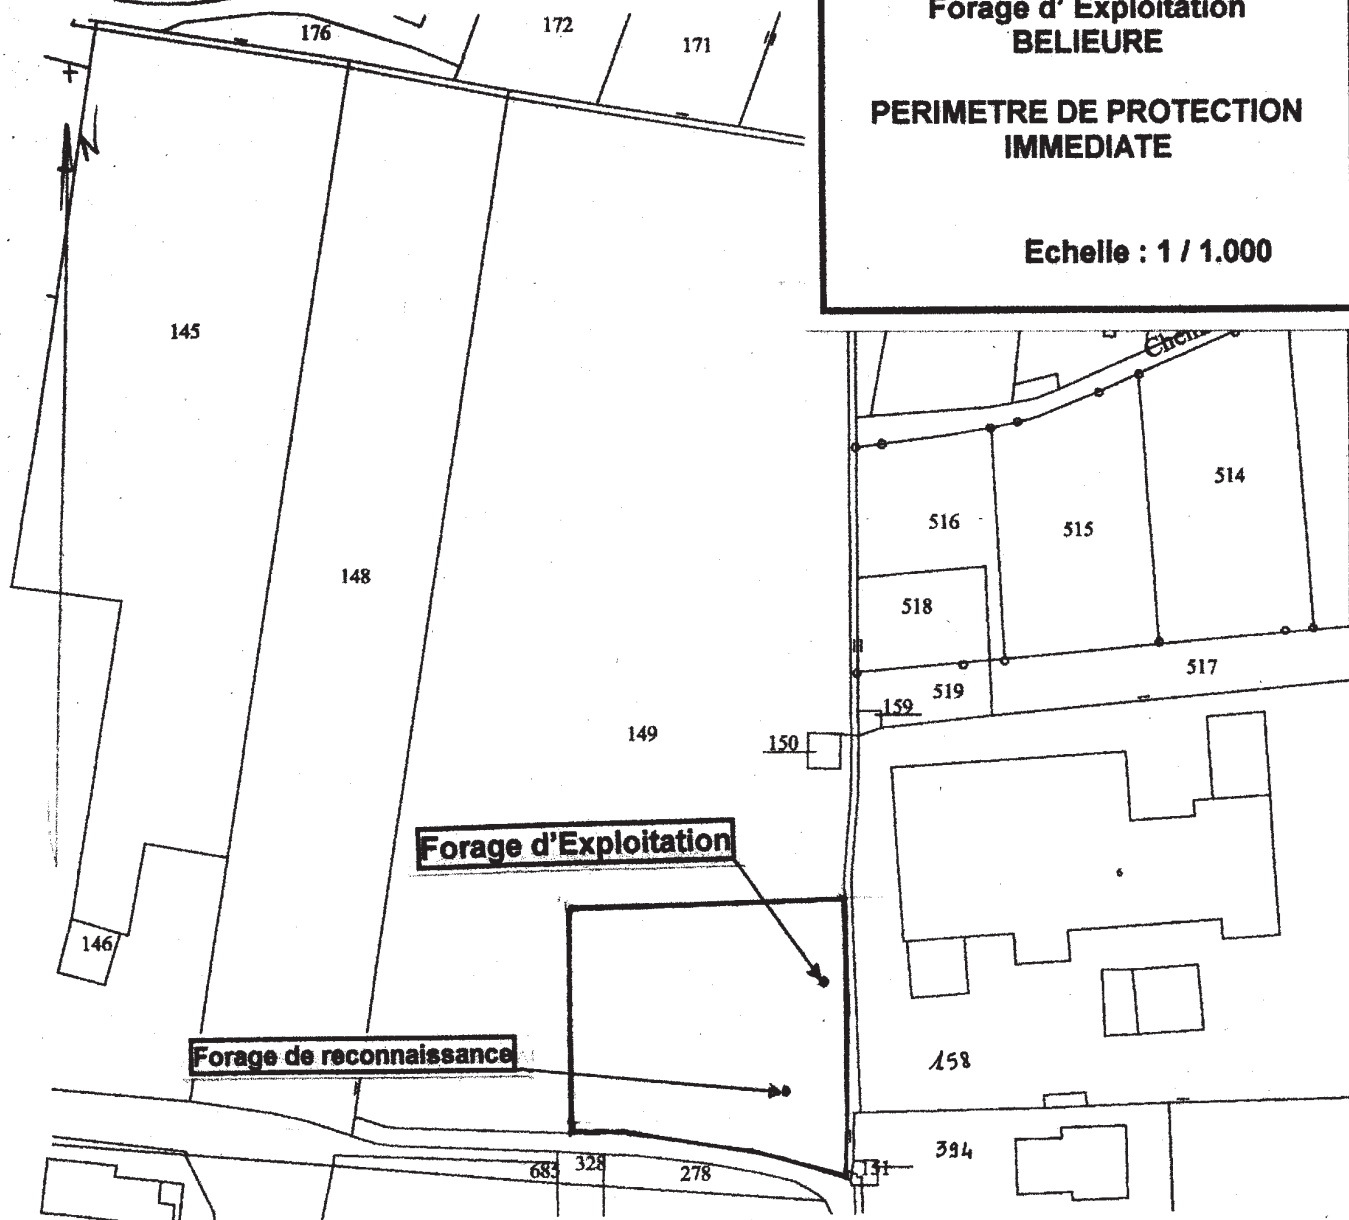 Forage d' Exploitation
BELIEURE
PERIMETRE DE PROTECTION
IMMEDIATE
Echelle : 1 / 1.000
176
172
171
N
145
148
149
150
159
514
515
516
518
519
517
6
Forage d'Exploitation
146
Forage de reconnaissance
158
394
131
683
328
278